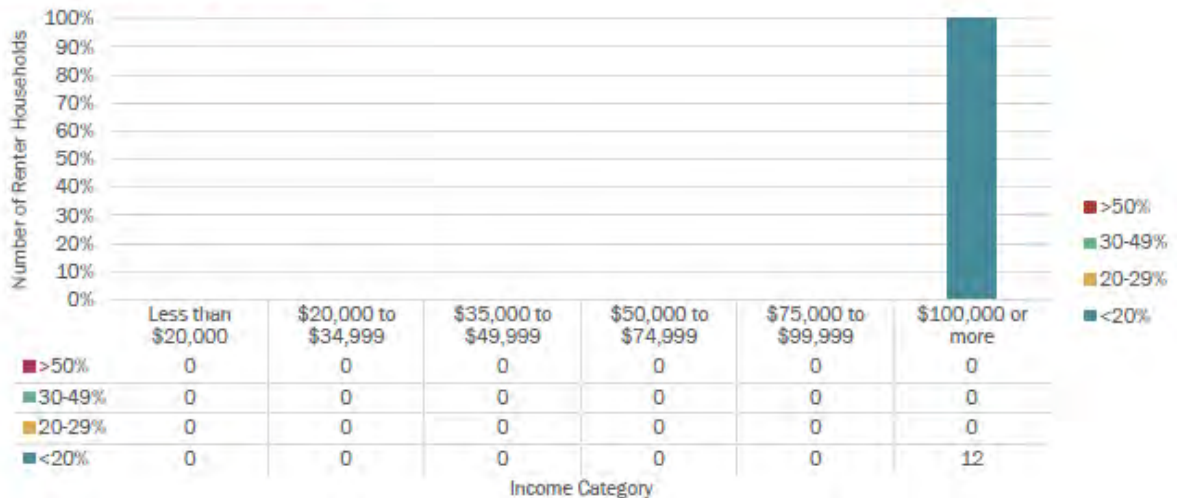 Number of Renter Households
100%
90%
80%
70%
60%
50%
40%
30%
20%
10%
0%
>50%
30-49%
20-29%
<20%
Less than $20,000 to $35,000 to $50,000 to $75,000 to $100,000 or
$20,000 $34,999 $49,999 $74,999 $99,999 more
>50% 0 0 0 0 0 0
30-49% 0 0 0 0 0 0
20-29% 0 0 0 0 0 0
<20% 0 0 0 0 0 12
Income Category